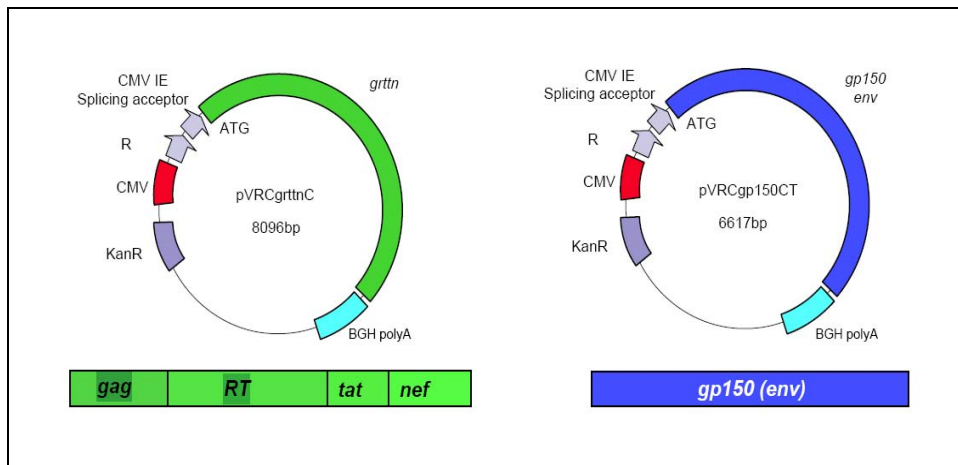 CMV IE
Splicing acceptor
grttn
ATG
R
CMV
pVRCgrttnC
8096bp
KanR
BGH polyA
gag RT tat nef
CMV IE
Splicing acceptor
gp150
env
ATG
R
CMV
pVRCgp150CT
6617bp
KanR
BGH polyA
gp150 (env)